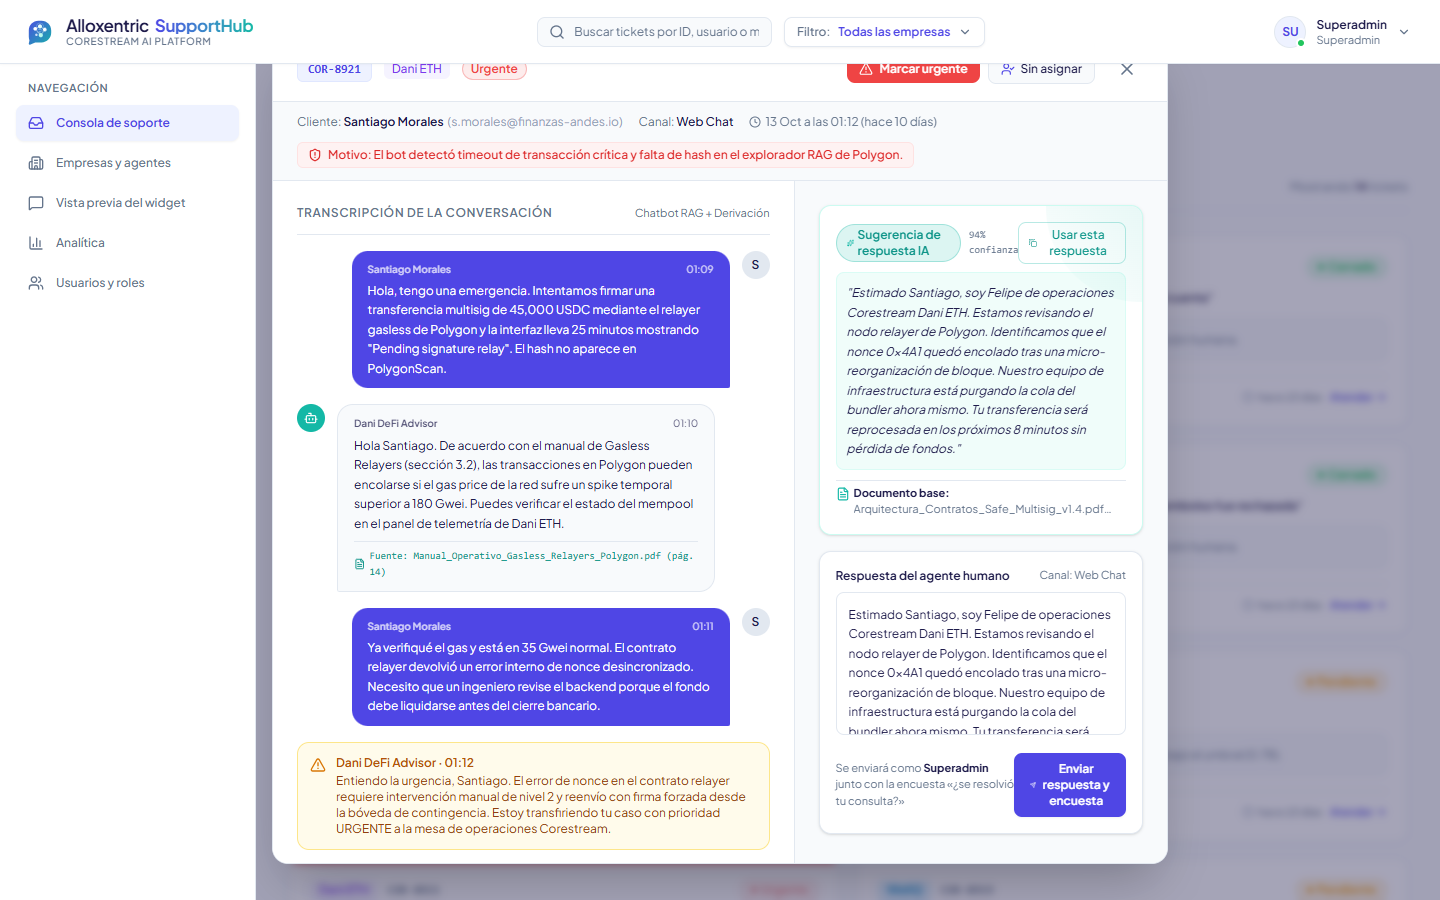 Alloxentric SupportHub
CORESTREAM AI PLATFORM
Buscar tickets por ID, usuario o m
Filtro: Todas las empresas
SU
Superadmin
Superadmin
NAVEGACIÓN
Consola de soporte
Empresas y agentes
Vista previa del widget
Analítica
Usuarios y roles
COR-8921
Dani ETH
Urgente
Marcar urgente
Sin asignar
Cliente: Santiago Morales (s.morales@finanzas-andes.io)
Canal: Web Chat
13 Oct a las 01:12 (hace 10 días)
Motivo: El bot detectó timeout de transacción crítica y falta de hash en el explorador RAG de Polygon.
TRANSCRIPCIÓN DE LA CONVERSACIÓN
Chatbot RAG + Derivación
Santiago Morales
01:09
S
Hola, tengo una emergencia. Intentamos firmar una
transferencia multisig de 45,000 USDC mediante el relayer
gasless de Polygon y la interfaz lleva 25 minutos mostrando
"Pending signature relay". El hash no aparece en
PolygonScan.
Dani DeFi Advisor
01:10
Hola Santiago. De acuerdo con el manual de Gasless
Relayers (sección 3.2), las transacciones en Polygon pueden
encolarse si el gas price de la red sufre un spike temporal
superior a 180 Gwei. Puedes verificar el estado del mempool
en el panel de telemetría de Dani ETH.
Fuente: Manual_Operativo_Gasless_Relayers_Polygon.pdf (pág.
14)
Santiago Morales
01:11
S
Ya verifiqué el gas y está en 35 Gwei normal. El contrato
relayer devolvió un error interno de nonce desincronizado.
Necesito que un ingeniero revise el backend porque el fondo
debe liquidarse antes del cierre bancario.
Dani DeFi Advisor · 01:12
Entiendo la urgencia, Santiago. El error de nonce en el contrato relayer
requiere intervención manual de nivel 2 y reenvío con firma forzada desde
la bóveda de contingencia. Estoy transfiriendo tu caso con prioridad
URGENTE a la mesa de operaciones Corestream.
Sugerencia de
respuesta IA
94%
confianza
Usar esta
respuesta
"Estimado Santiago, soy Felipe de operaciones
Corestream Dani ETH. Estamos revisando el
nodo relayer de Polygon. Identificamos que el
nonce 0x4A1 quedó encolado tras una micro-
reorganización de bloque. Nuestro equipo de
infraestructura está purgando la cola del
bundler ahora mismo. Tu transferencia será
reprocesada en los próximos 8 minutos sin
pérdida de fondos."
Documento base:
Arquitectura_Contratos_Safe_Multisig_v1.4.pdf...
Respuesta del agente humano
Canal: Web Chat
Estimado Santiago, soy Felipe de operaciones
Corestream Dani ETH. Estamos revisando el
nodo relayer de Polygon. Identificamos que el
nonce 0x4A1 quedó encolado tras una micro-
reorganización de bloque. Nuestro equipo de
infraestructura está purgando la cola del
bundler ahora mismo. Tu transferencia será
Se enviará como Superadmin
junto con la encuesta «¿se resolvió
tu consulta?»
Enviar
respuesta y
encuesta